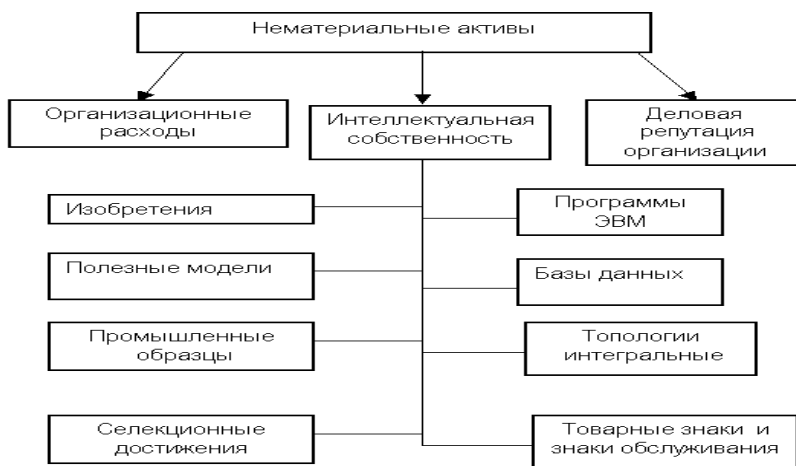 Нематериальные активы
Организационные
расходы
Интеллектуальная
собственность
Деловая
репутация
организации
Изобретения
Программы
ЭВМ
Полезные модели
Базы данных
Промышленные
образцы
Топологии
интегральные
Селекционные
достижения
Товарные знаки и
знаки обслуживания